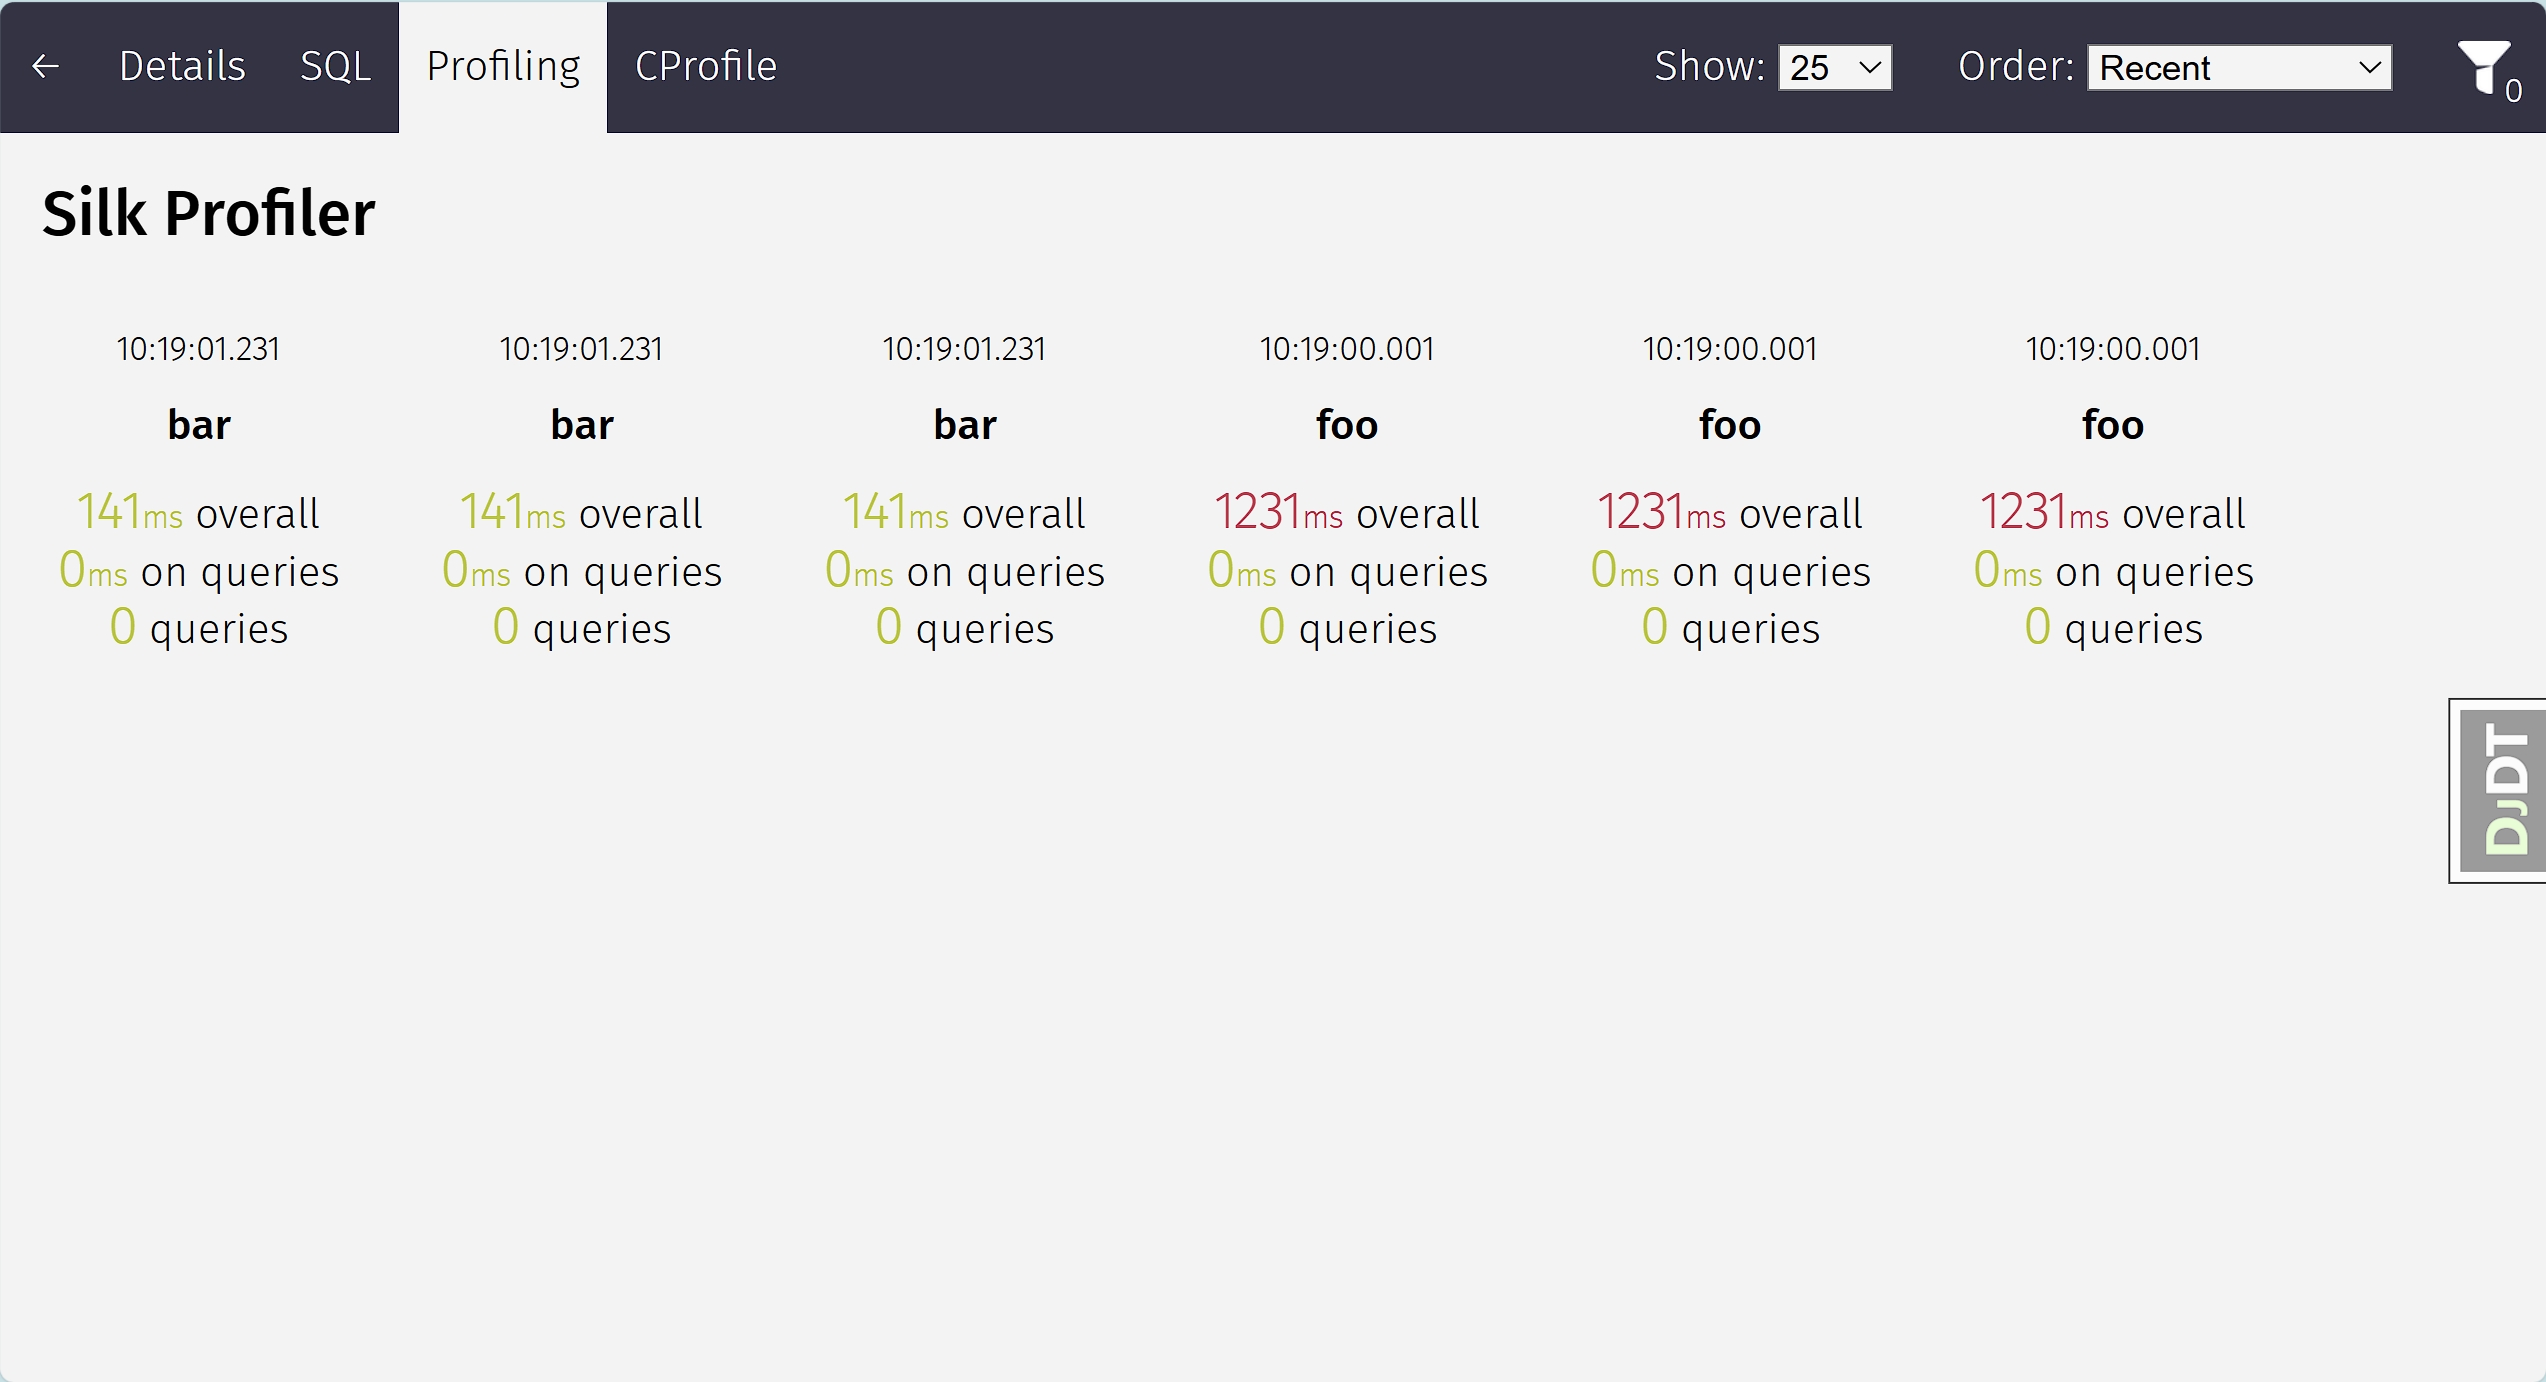 ← Details SQL Profiling CProfile Show: 25 Order: Recent 0
Silk Profiler
10:19:01.231 10:19:01.231 10:19:01.231 10:19:00.001 10:19:00.001 10:19:00.001
bar bar bar foo foo foo
141ms overall 141ms overall 141ms overall 1231ms overall 1231ms overall 1231ms overall
0ms on queries 0ms on queries 0ms on queries 0ms on queries 0ms on queries 0ms on queries
0 queries 0 queries 0 queries 0 queries 0 queries 0 queries
DJDT